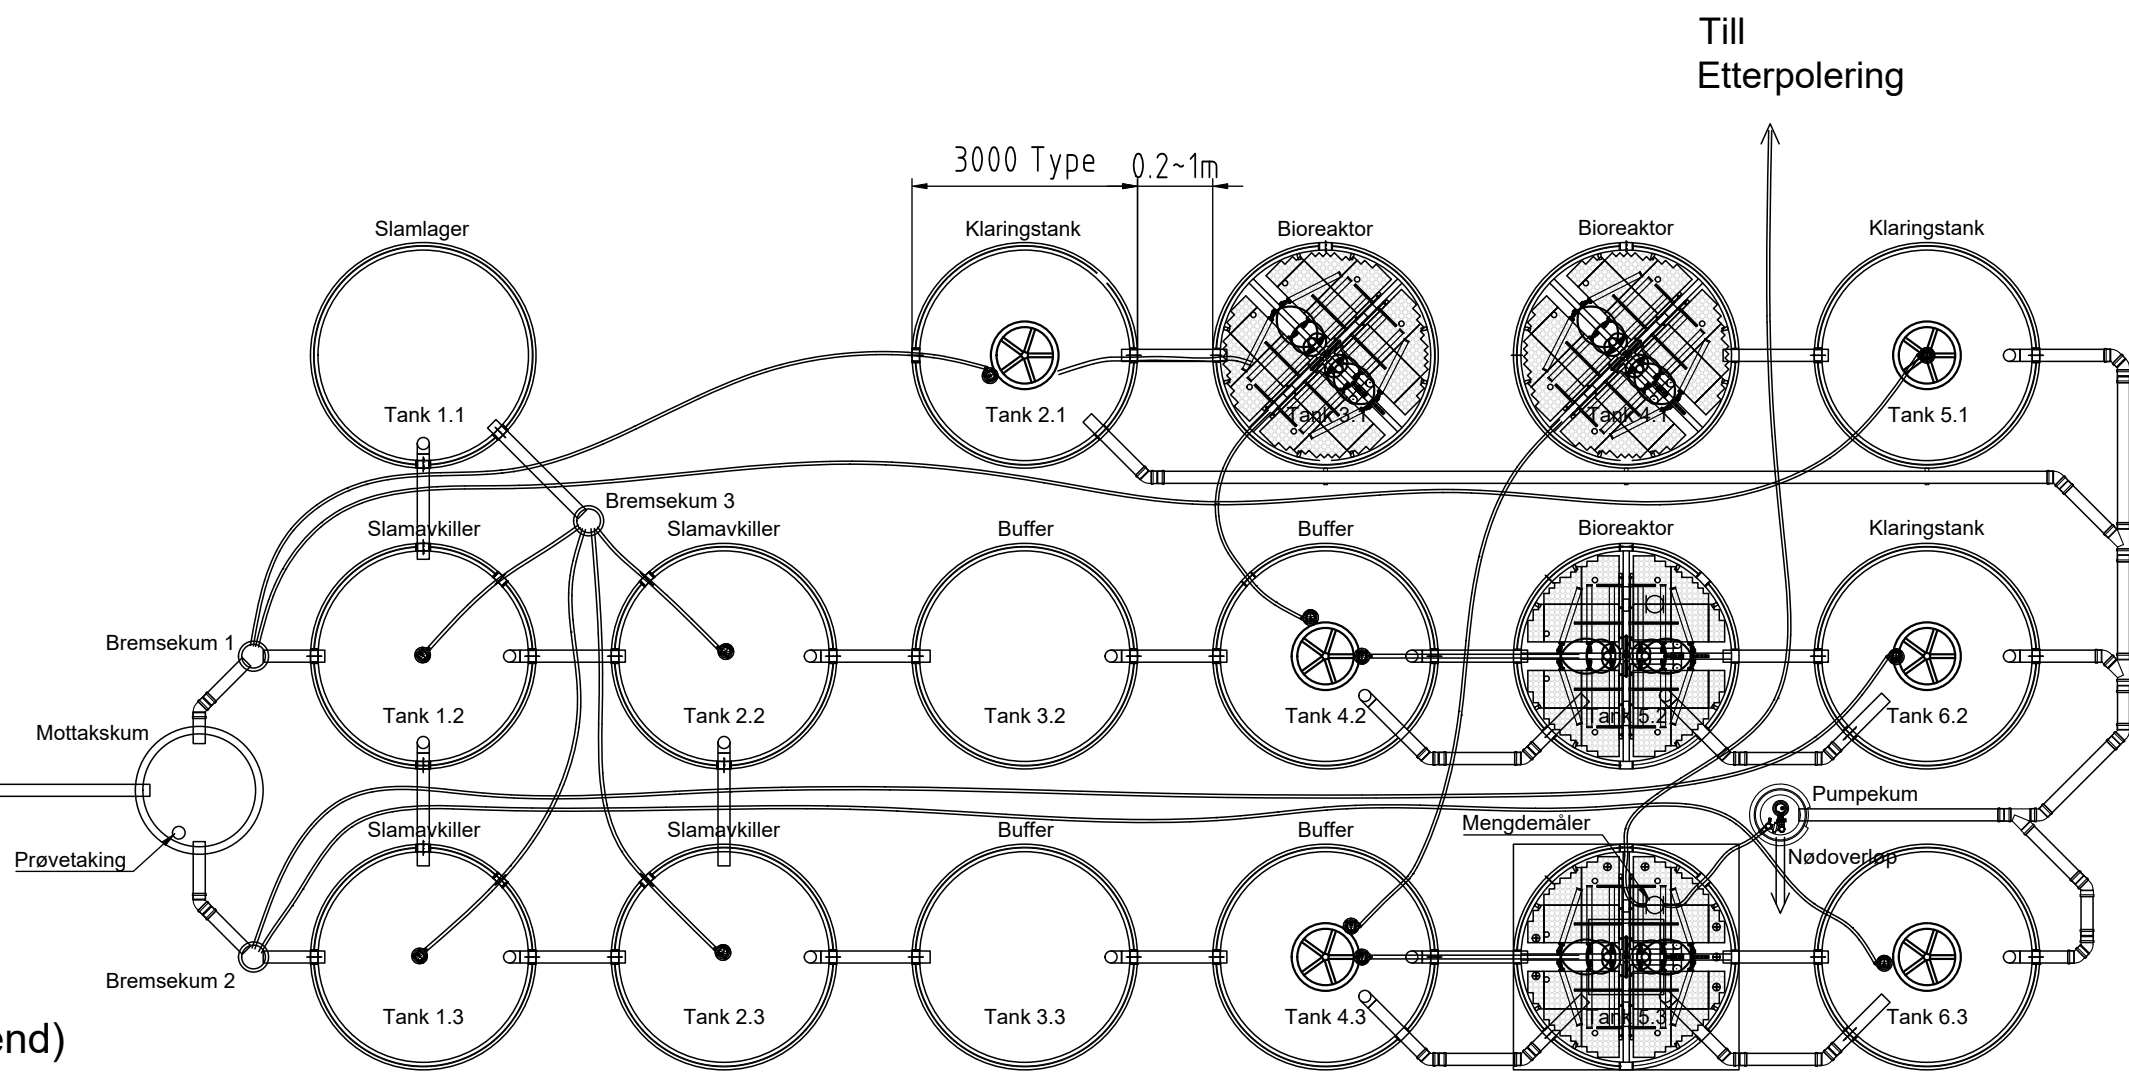 Till
Etterpolering
3000 Type
0.2~1m
Slamlager
Klaringstank
Bioreaktor
Bioreaktor
Klaringstank
Tank 1.1
Tank 2.1
Tank 3.1
Tank 4.1
Tank 5.1
Bremsekum 3
Slamavkiller
Slamavkiller
Buffer
Buffer
Bioreaktor
Klaringstank
Bremsekum 1
Tank 1.2
Tank 2.2
Tank 3.2
Tank 4.2
Tank 5.2
Tank 6.2
Mottakskum
Pumpekum
Mengdemåler
Slamavkiller
Slamavkiller
Buffer
Buffer
Nødoverløp
Prøvetaking
Bremsekum 2
Tank 1.3
Tank 2.3
Tank 3.3
Tank 4.3
Tank 5.3
Tank 6.3
end)